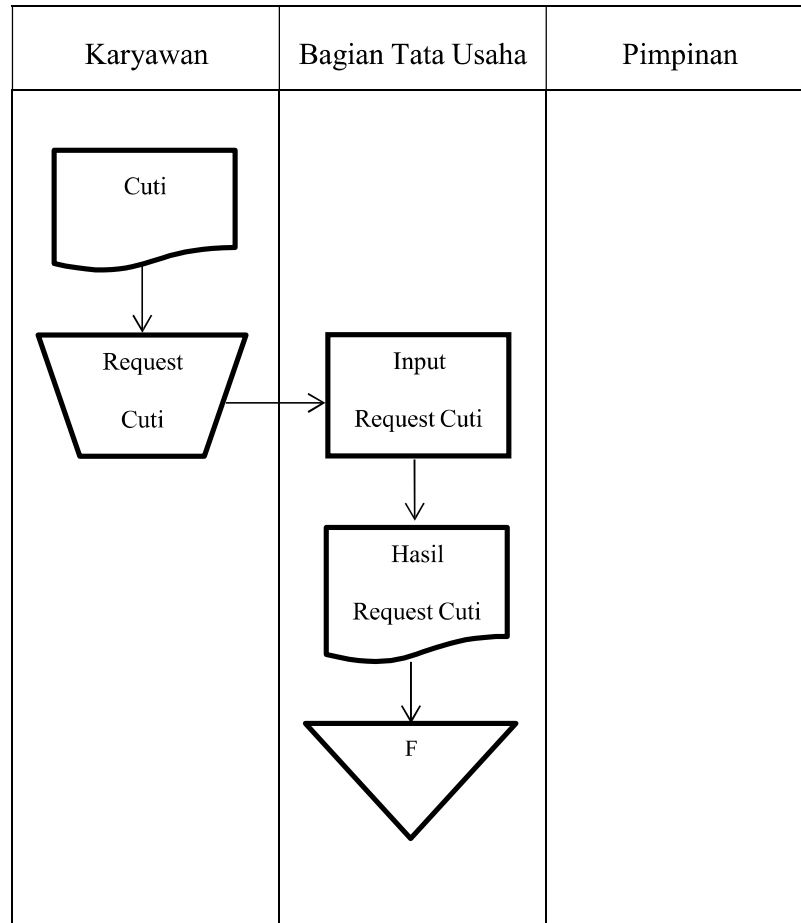 Karyawan
Bagian Tata Usaha
Pimpinan
Cuti
Request
Cuti
Input
Request Cuti
Hasil
Request Cuti
F